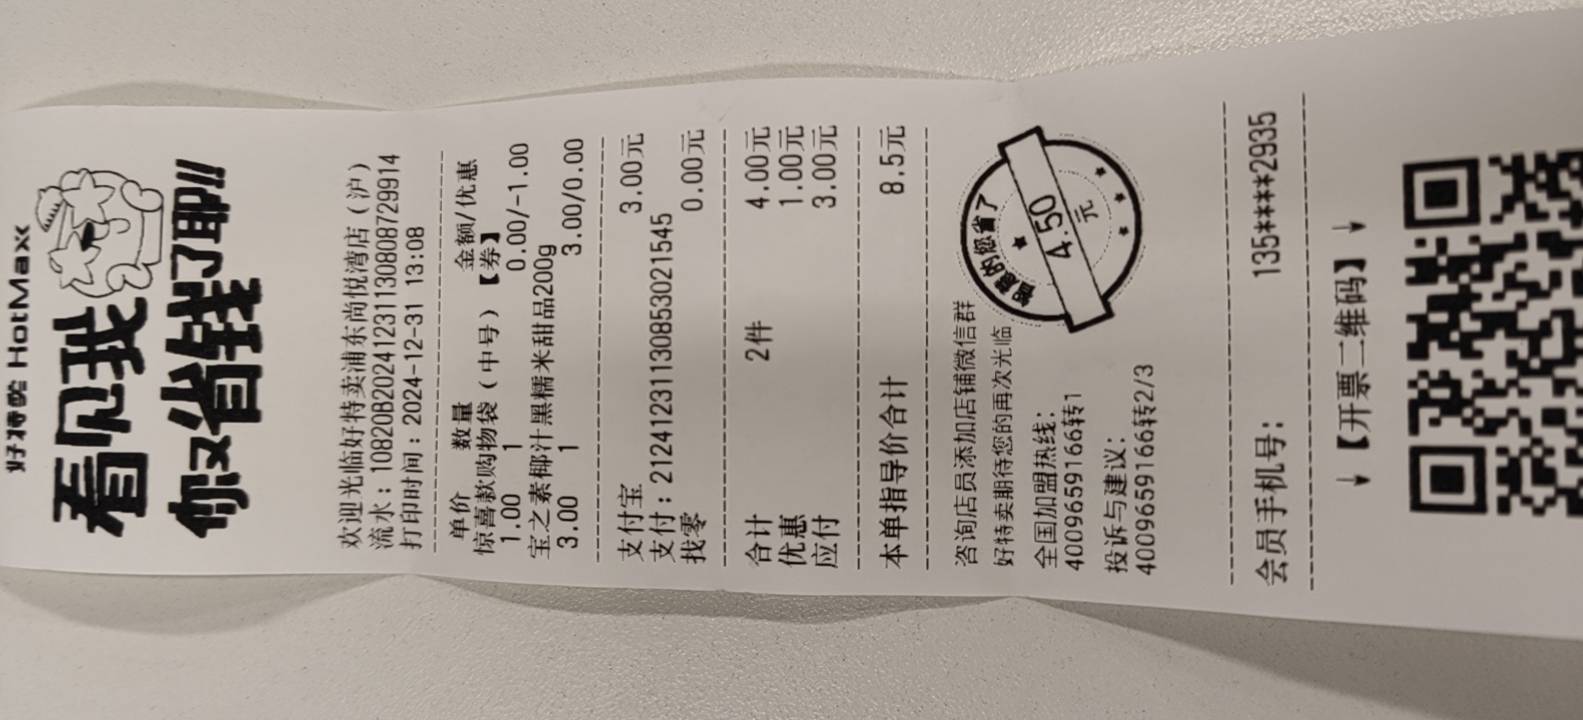 好特卖 HotMaxx
看见我
你又省钱了耶!!
欢迎光临好特卖浦东尚悦湾店(沪)
流水:10820B202412311308087299​14
打印时间:2024-12-31 13:08
单价 数量 金额/优惠
惊喜款购物袋(中号)【券】
1.00 1 0.00/-1.00
宝之素椰汁黑糯米甜品200g
3.00 1 3.00/0.00
支付宝 3.00元
支付:212412311130853021545
找零 0.00元
合计 2件 4.00元
优惠 1.00元
应付 3.00元
本单指导价合计 8.5元
咨询店员添加店铺微信群
好特卖期待您的再次光临
全国加盟热线:
4009659166转1
投诉与建议:
4009659166转2/3
智慧的您省了
4.50
元
会员手机号: 135****2935
↓【开票二维码】↓